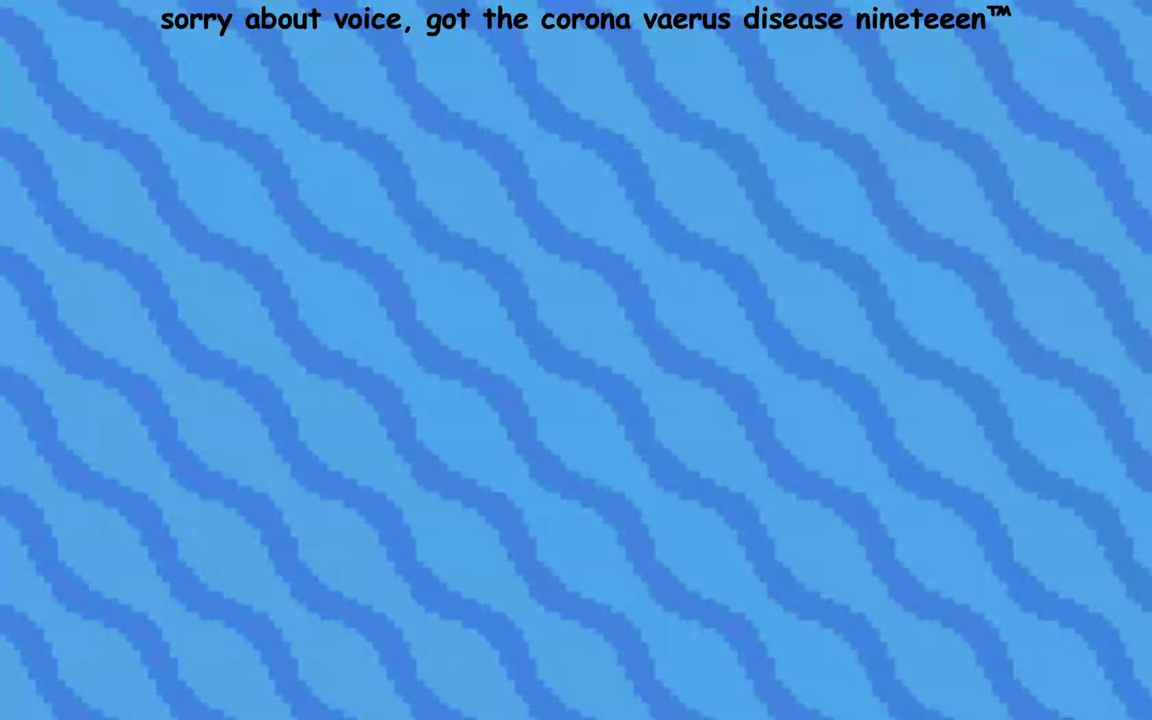 sorry about voice, got the corona vaerus disease nineteeen™